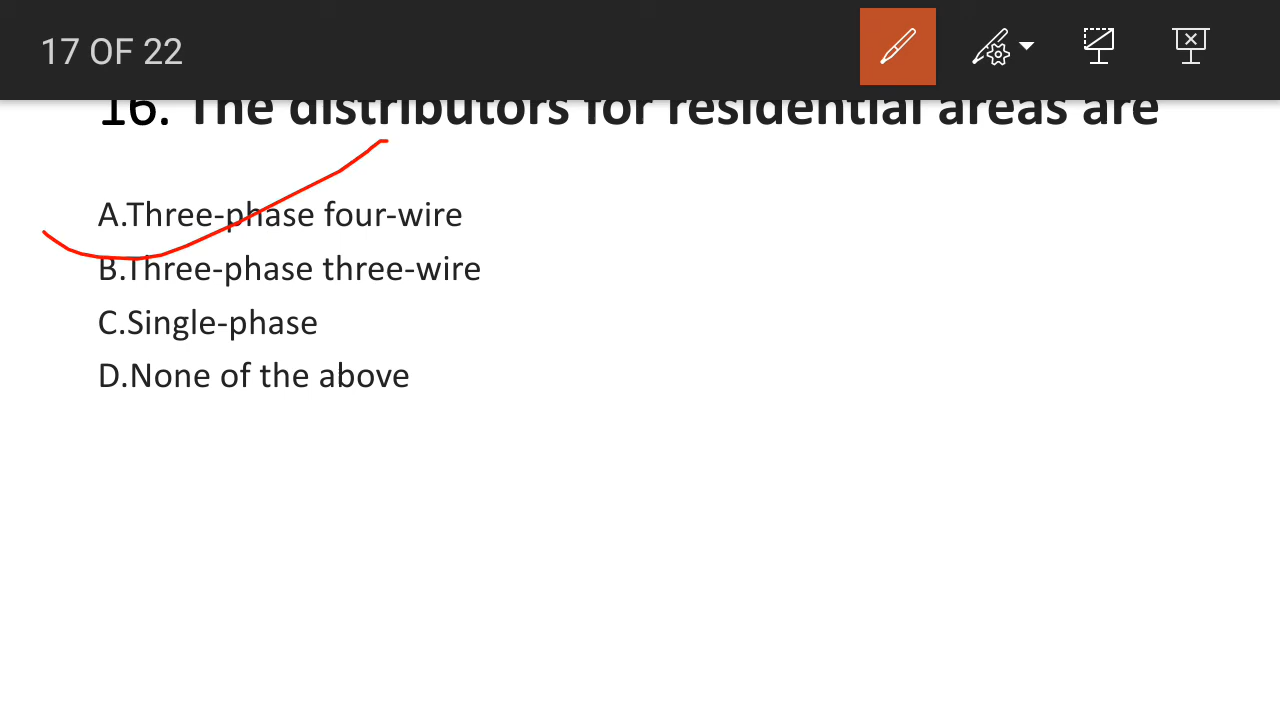 17 OF 22
16. The distributors for residential areas are
A.Three-phase four-wire
B.Three-phase three-wire
C.Single-phase
D.None of the above